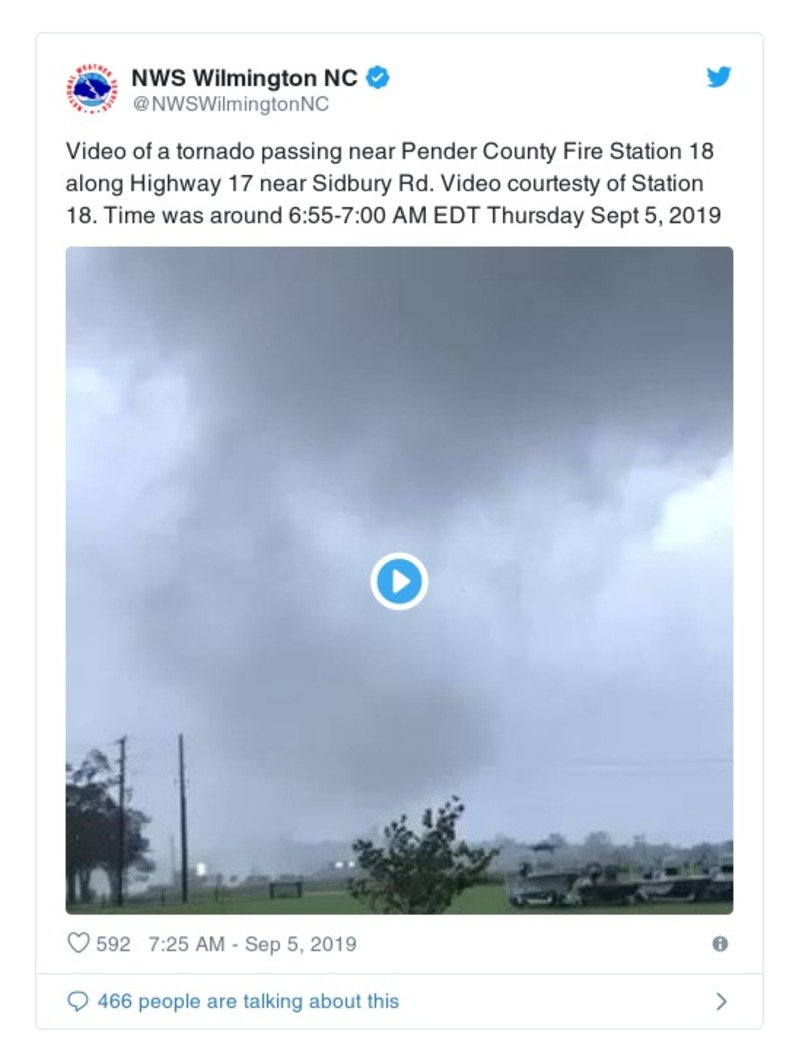 NWS Wilmington NC
@NWSWilmingtonNC
Video of a tornado passing near Pender County Fire Station 18
along Highway 17 near Sidbury Rd. Video courtesty of Station
18. Time was around 6:55-7:00 AM EDT Thursday Sept 5, 2019
592 7:25 AM - Sep 5, 2019
466 people are talking about this